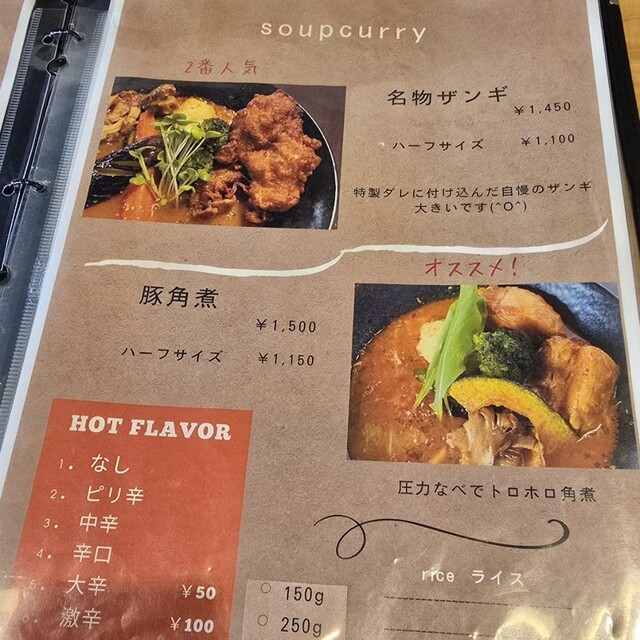 soupcurry
2番人気
名物ザンギ
¥1,450
ハーフサイズ ¥1,100
特製ダレに付け込んだ自慢のザンギ
大きいです(^O^)
オススメ!
豚角煮
¥1,500
ハーフサイズ ¥1,150
圧力なべでトロホロ角煮
HOT FLAVOR
1. なし
2. ピリ辛
3. 中辛
4. 辛口
5. 大辛 ¥50
6. 激辛 ¥100
150g
250g
rice ライス